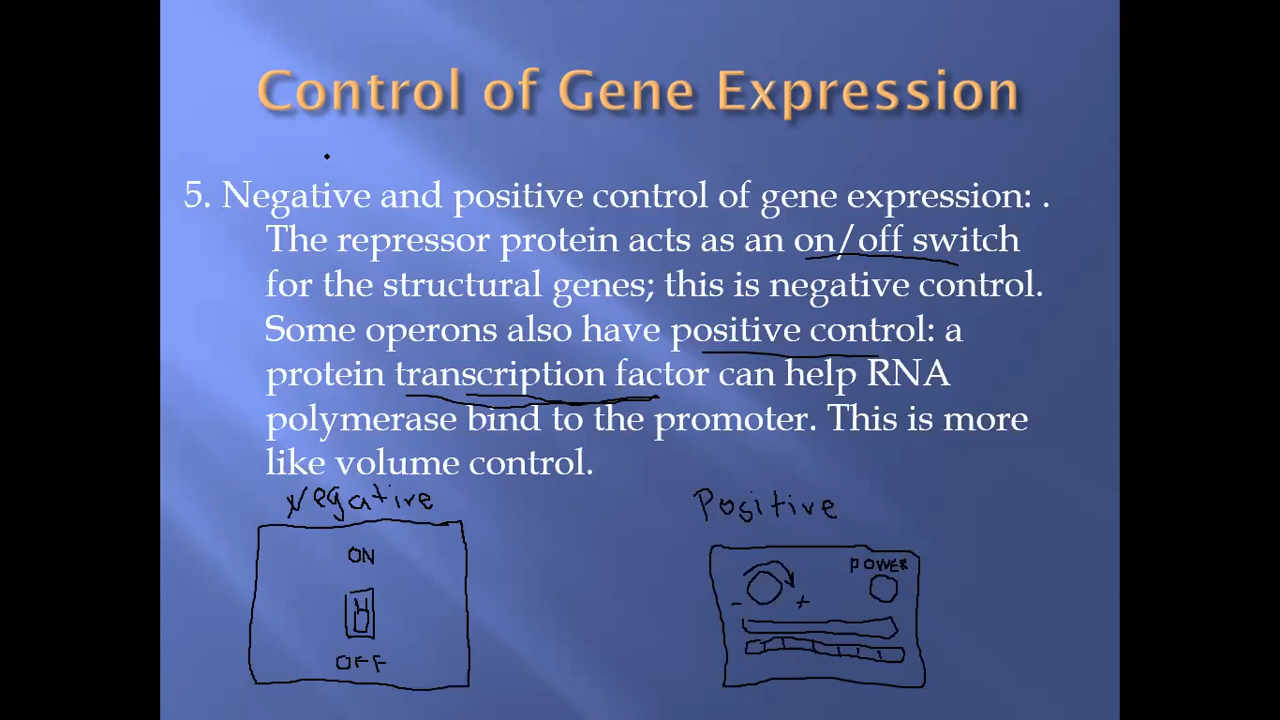 Control of Gene Expression
5. Negative and positive control of gene expression: .
The repressor protein acts as an on/off switch
for the structural genes; this is negative control.
Some operons also have positive control: a
protein transcription factor can help RNA
polymerase bind to the promoter. This is more
like volume control.
Negative
ON
OFF
Positive
POWER
- +